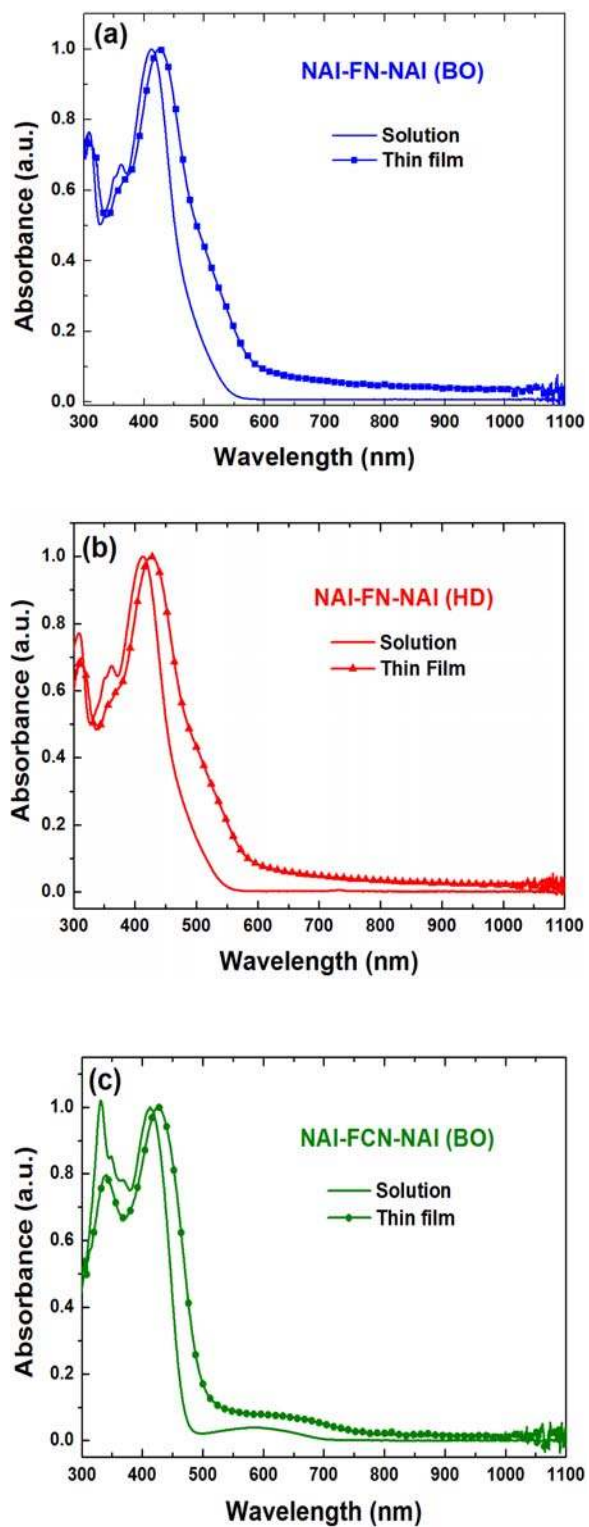 (a)
NAI-FN-NAI (BO)
Solution
Thin film
Absorbance (a.u.)
1.0
0.8
0.6
0.4
0.2
0.0
300 400 500 600 700 800 900 1000 1100
Wavelength (nm)
(b)
NAI-FN-NAI (HD)
Solution
Thin Film
Absorbance (a.u.)
1.0
0.8
0.6
0.4
0.2
0.0
300 400 500 600 700 800 900 1000 1100
Wavelength (nm)
(c)
NAI-FCN-NAI (BO)
Solution
Thin film
Absorbance (a.u.)
1.0
0.8
0.6
0.4
0.2
0.0
300 400 500 600 700 800 900 1000 1100
Wavelength (nm)